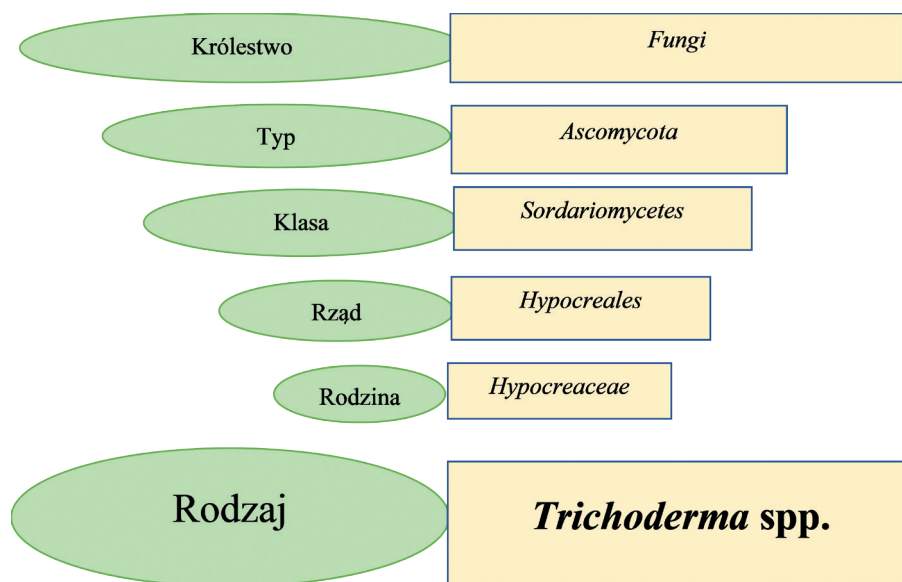 Królestwo Fungi
Typ Ascomycota
Klasa Sordariomycetes
Rząd Hypocreales
Rodzina Hypocreaceae
Rodzaj Trichoderma spp.